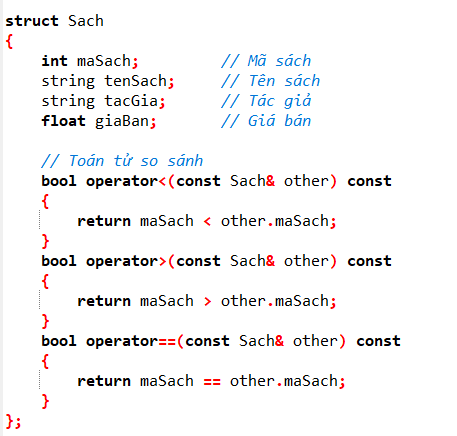 struct Sach
{
    int maSach;         // Mã sách
    string tenSach;     // Tên sách
    string tacGia;      // Tác giả
    float giaBan;       // Giá bán

    // Toán tử so sánh
    bool operator<(const Sach& other) const
    {
        return maSach < other.maSach;
    }
    bool operator>(const Sach& other) const
    {
        return maSach > other.maSach;
    }
    bool operator==(const Sach& other) const
    {
        return maSach == other.maSach;
    }
};